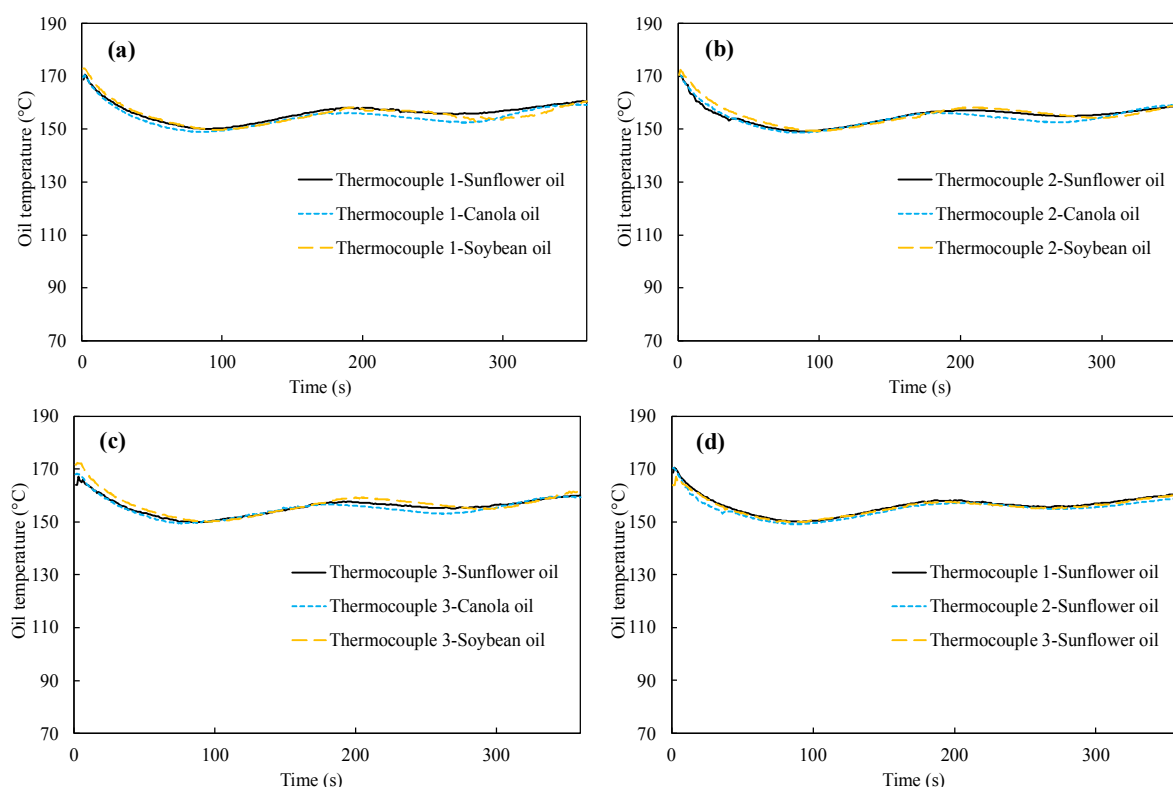 190
170
150
130
110
90
70
Oil temperature (°C)
(a)
Thermocouple 1-Sunflower oil
Thermocouple 1-Canola oil
Thermocouple 1-Soybean oil
0 100 200 300
Time (s)
190
170
150
130
110
90
70
Oil temperature (°C)
(b)
Thermocouple 2-Sunflower oil
Thermocouple 2-Canola oil
Thermocouple 2-Soybean oil
0 100 200 300
Time (s)
190
170
150
130
110
90
70
Oil temperature (°C)
(c)
Thermocouple 3-Sunflower oil
Thermocouple 3-Canola oil
Thermocouple 3-Soybean oil
0 100 200 300
Time (s)
190
170
150
130
110
90
70
Oil temperature (°C)
(d)
Thermocouple 1-Sunflower oil
Thermocouple 2-Sunflower oil
Thermocouple 3-Sunflower oil
0 100 200 300
Time (s)